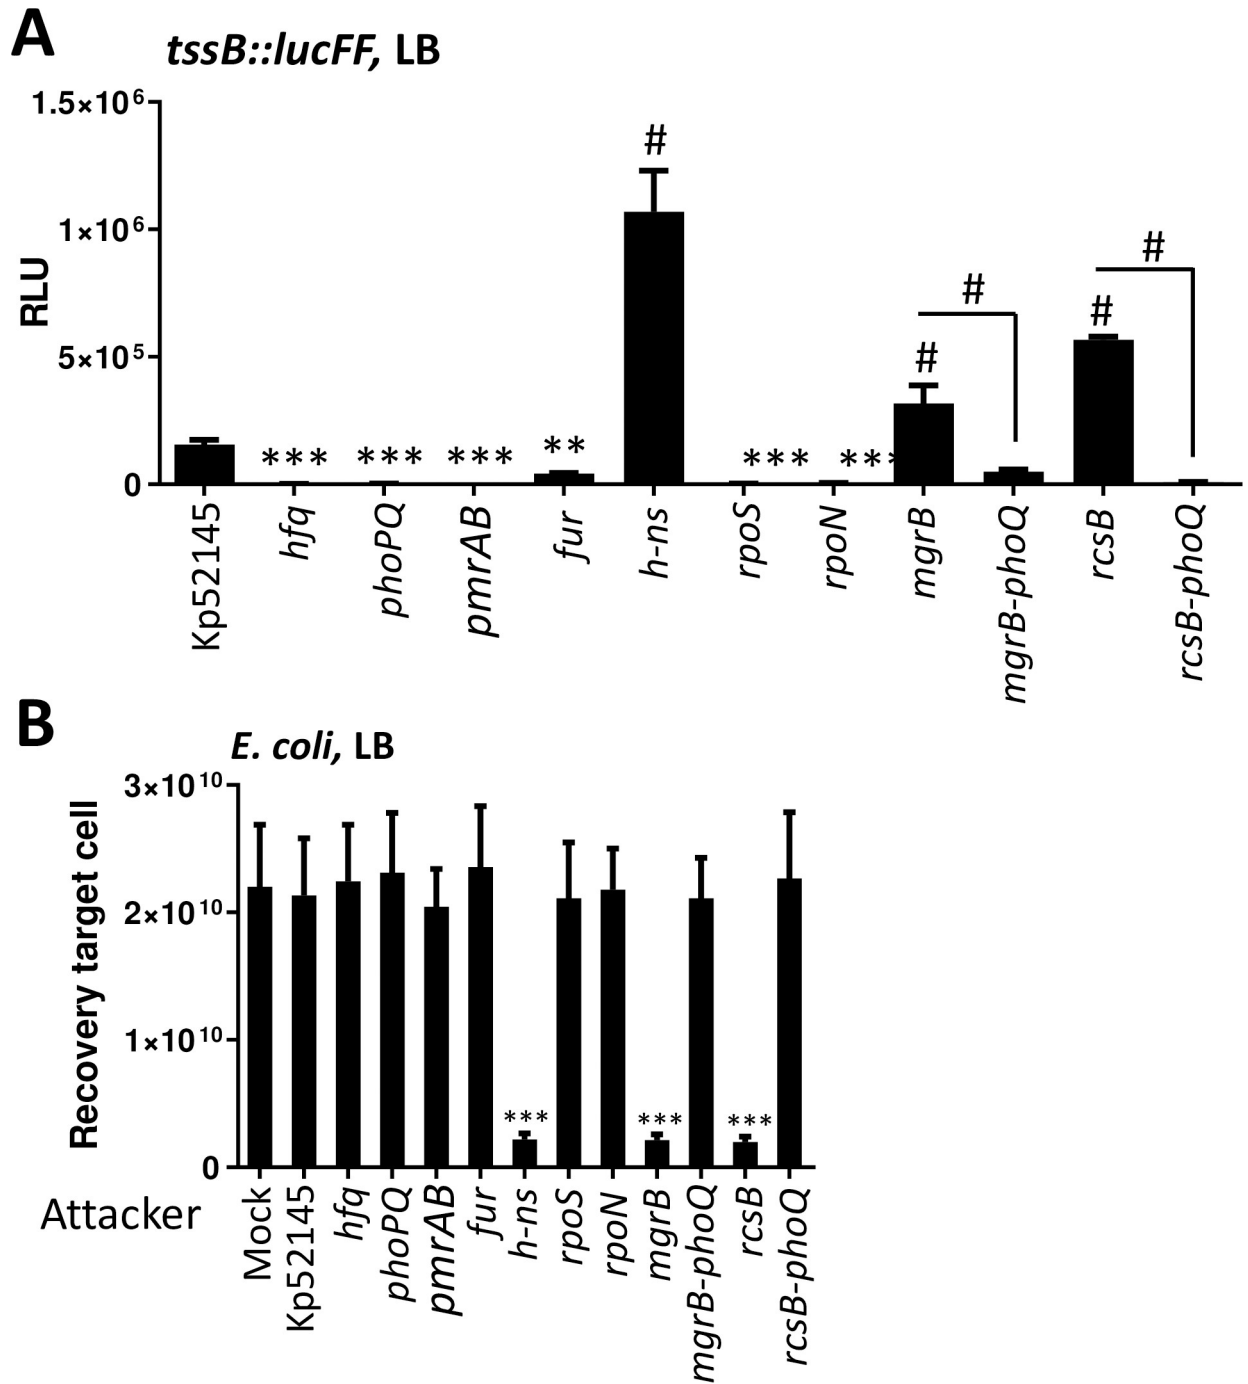 A
tssB::lucFF, LB
RLU
1.5×10⁶
1×10⁶
5×10⁵
0
*** *** *** ** # *** *** # # # #
Kp52145 hfq phoPQ pmrAB fur h-ns rpoS rpoN mgrB mgrB-phoQ rcsB rcsB-phoQ
B
E. coli, LB
Recovery target cell
3×10¹⁰
2×10¹⁰
1×10¹⁰
0
*** *** ***
Attacker
Mock Kp52145 hfq phoPQ pmrAB fur h-ns rpoS rpoN mgrB mgrB-phoQ rcsB rcsB-phoQ